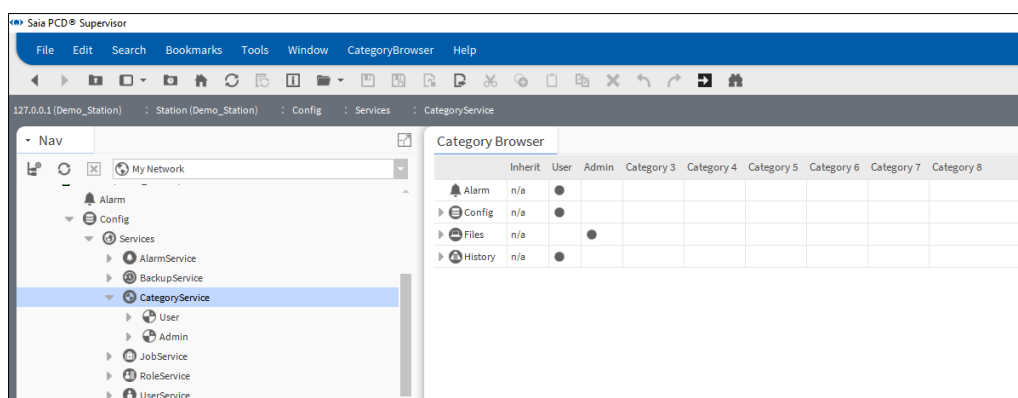 Saia PCD® Supervisor
File Edit Search Bookmarks Tools Window CategoryBrowser Help
127.0.0.1 (Demo_Station) : Station (Demo_Station) : Config : Services : CategoryService
Nav
My Network
Alarm
Config
Services
AlarmService
BackupService
CategoryService
User
Admin
JobService
RoleService
UserService
Category Browser
Inherit User Admin Category 3 Category 4 Category 5 Category 6 Category 7 Category 8
Alarm n/a
Config n/a
Files n/a
History n/a